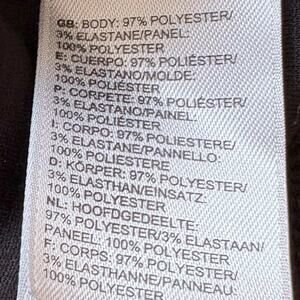 GB: BODY: 97% POLYESTER/
3% ELASTANE/PANEL:
100% POLYESTER
E: CUERPO: 97% POLIÉSTER/
3% ELASTANO/MOLDE:
100% POLIÉSTER
P: CORPETE: 97% POLIÉSTER/
3% ELASTANO/PAINEL:
100% POLIÉSTER
I: CORPO: 97% POLIESTERE/
3% ELASTANE/PANNELLO:
100% POLIESTERE
D: KÖRPER: 97% POLYESTER/
3% ELASTHAN/EINSATZ:
100% POLYESTER
NL: HOOFDGEDEELTE:
97% POLYESTER/3% ELASTAAN/
PANEEL: 100% POLYESTER
F: CORPS: 97% POLYESTER/
3% ELASTHANNE/PANNEAU:
100% POLYESTER